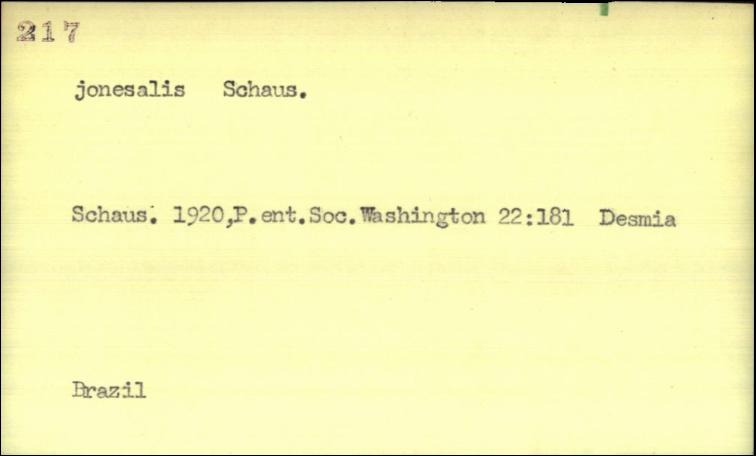 217
jonesalis Schaus.
Schaus. 1920,P.ent.Soc.Washington 22:181 Desmia
Brazil